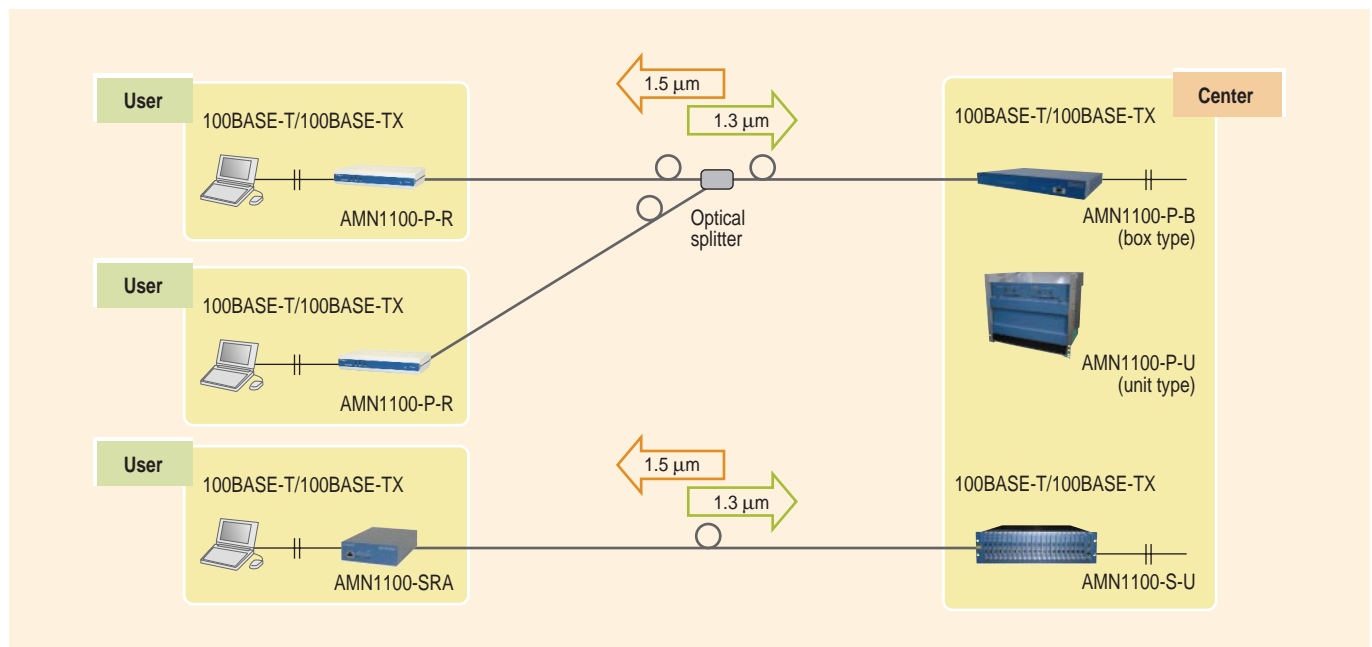 User
100BASE-T/100BASE-TX
AMN1100-P-R
User
100BASE-T/100BASE-TX
AMN1100-P-R
User
100BASE-T/100BASE-TX
AMN1100-SRA
1.5 μm
1.3 μm
Optical
splitter
1.5 μm
1.3 μm
Center
100BASE-T/100BASE-TX
AMN1100-P-B
(box type)
AMN1100-P-U
(unit type)
100BASE-T/100BASE-TX
AMN1100-S-U